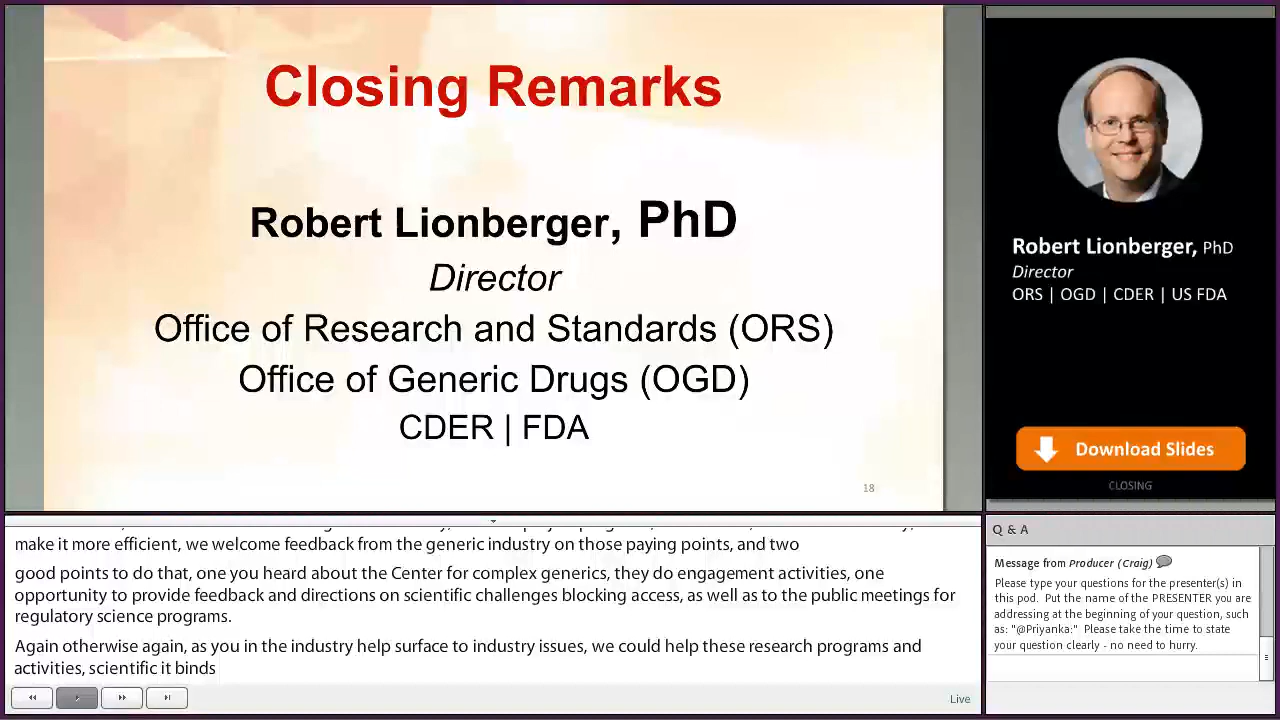 Closing Remarks
Robert Lionberger, PhD
Director
Office of Research and Standards (ORS)
Office of Generic Drugs (OGD)
CDER | FDA
18
Robert Lionberger, PhD
Director
ORS | OGD | CDER | US FDA
Download Slides
CLOSING
make it more efficient, we welcome feedback from the generic industry on those paying points, and two
good points to do that, one you heard about the Center for complex generics, they do engagement activities, one
opportunity to provide feedback and directions on scientific challenges blocking access, as well as to the public meetings for
regulatory science programs.
Again otherwise again, as you in the industry help surface to industry issues, we could help these research programs and
activities, scientific it binds
Live
Q & A
Message from Producer (Craig)
Please type your questions for the presenter(s) in
this pod. Put the name of the PRESENTER you are
addressing at the beginning of your question, such
as: "@Priyanka:" Please take the time to state
your question clearly - no need to hurry.